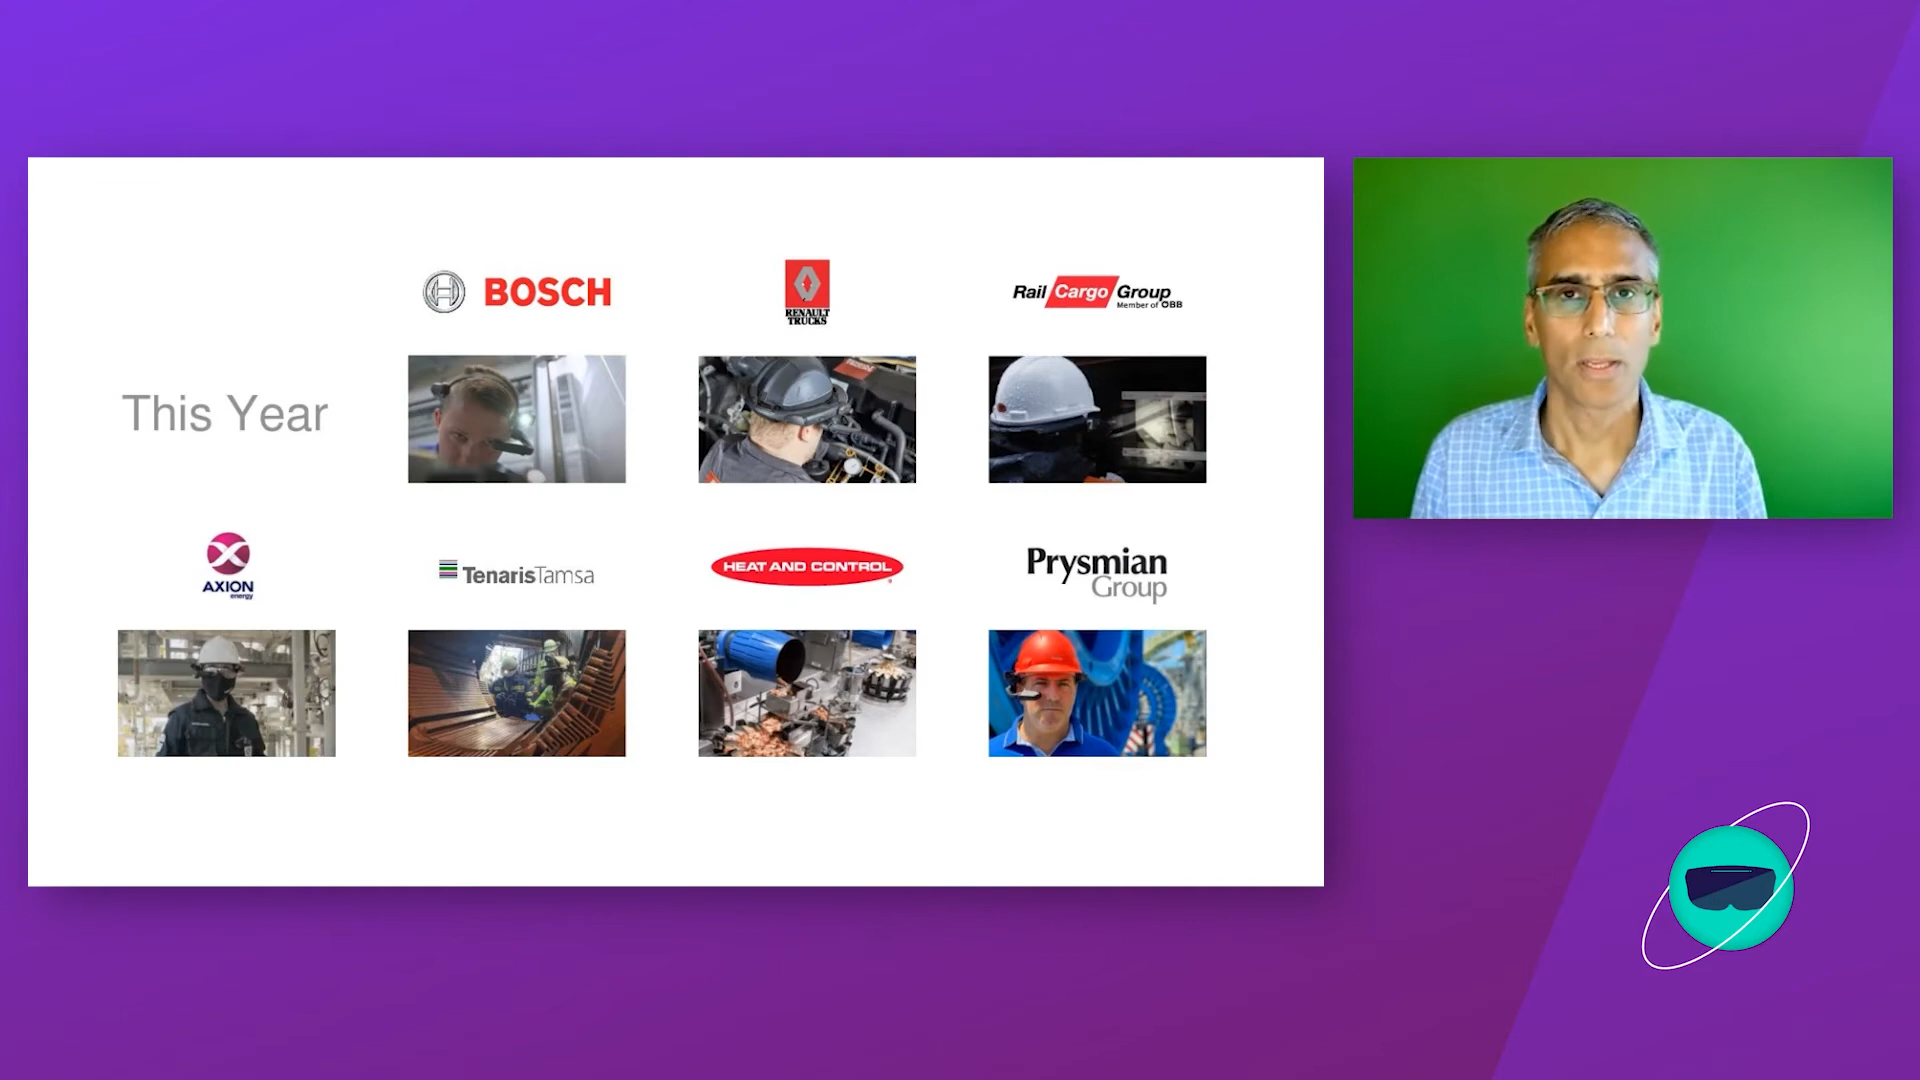 BOSCH
RENAULT
TRUCKS
Rail Cargo Group
Member of ÖBB
This Year
AXION
energy
TenarisTamsa
HEAT AND CONTROL
Prysmian
Group